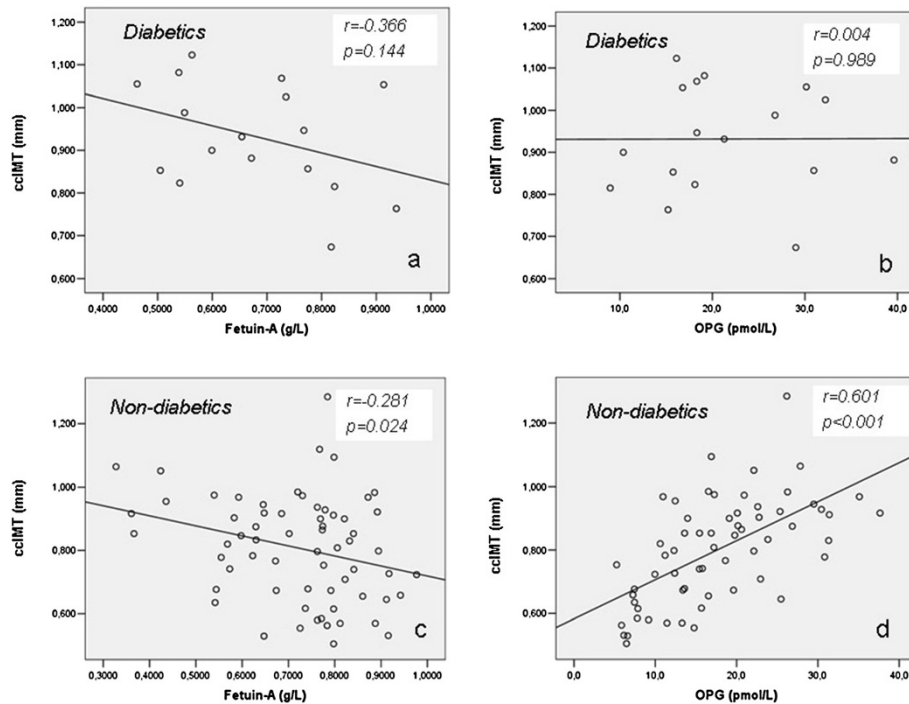 Diabetics
r=-0.366
p=0.144
ccIMT (mm)
1,200
1,100
1,000
0,900
0,800
0,700
0,600
a
0,4000 0,5000 0,6000 0,7000 0,8000 0,9000 1,0000
Fetuin-A (g/L)
Diabetics
r=0.004
p=0.989
ccIMT (mm)
1,200
1,100
1,000
0,900
0,800
0,700
0,600
b
10,0 20,0 30,0 40,0
OPG (pmol/L)
Non-diabetics
r=-0.281
p=0.024
ccIMT (mm)
1,200
1,000
0,800
0,600
c
0,3000 0,4000 0,5000 0,6000 0,7000 0,8000 0,9000 1,0000
Fetuin-A (g/L)
Non-diabetics
r=0.601
p<0.001
ccIMT (mm)
1,200
1,000
0,800
0,600
d
0,0 10,0 20,0 30,0 40,0
OPG (pmol/L)